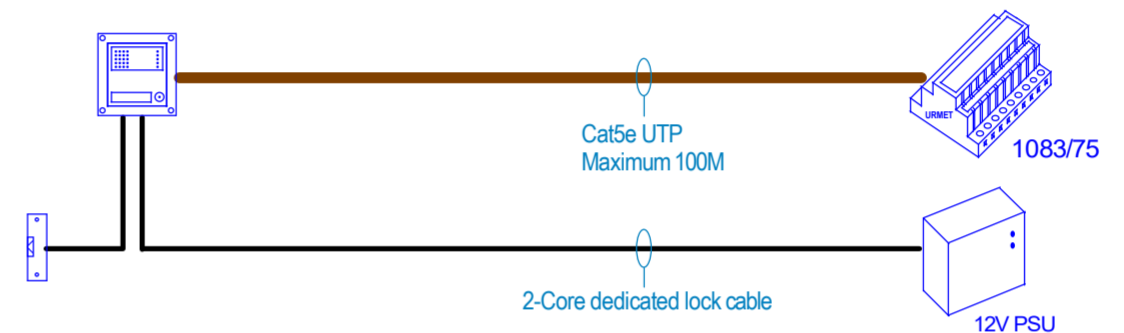 URMET
Cat5e UTP
Maximum 100M
1083/75
2-Core dedicated lock cable
12V PSU